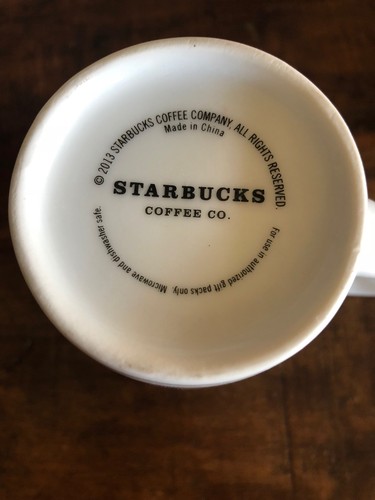 © 2013 STARBUCKS COFFEE COMPANY. ALL RIGHTS RESERVED.
Made in China
STARBUCKS
COFFEE CO.
For use in authorized gift packs only. Microwave and dishwasher safe.